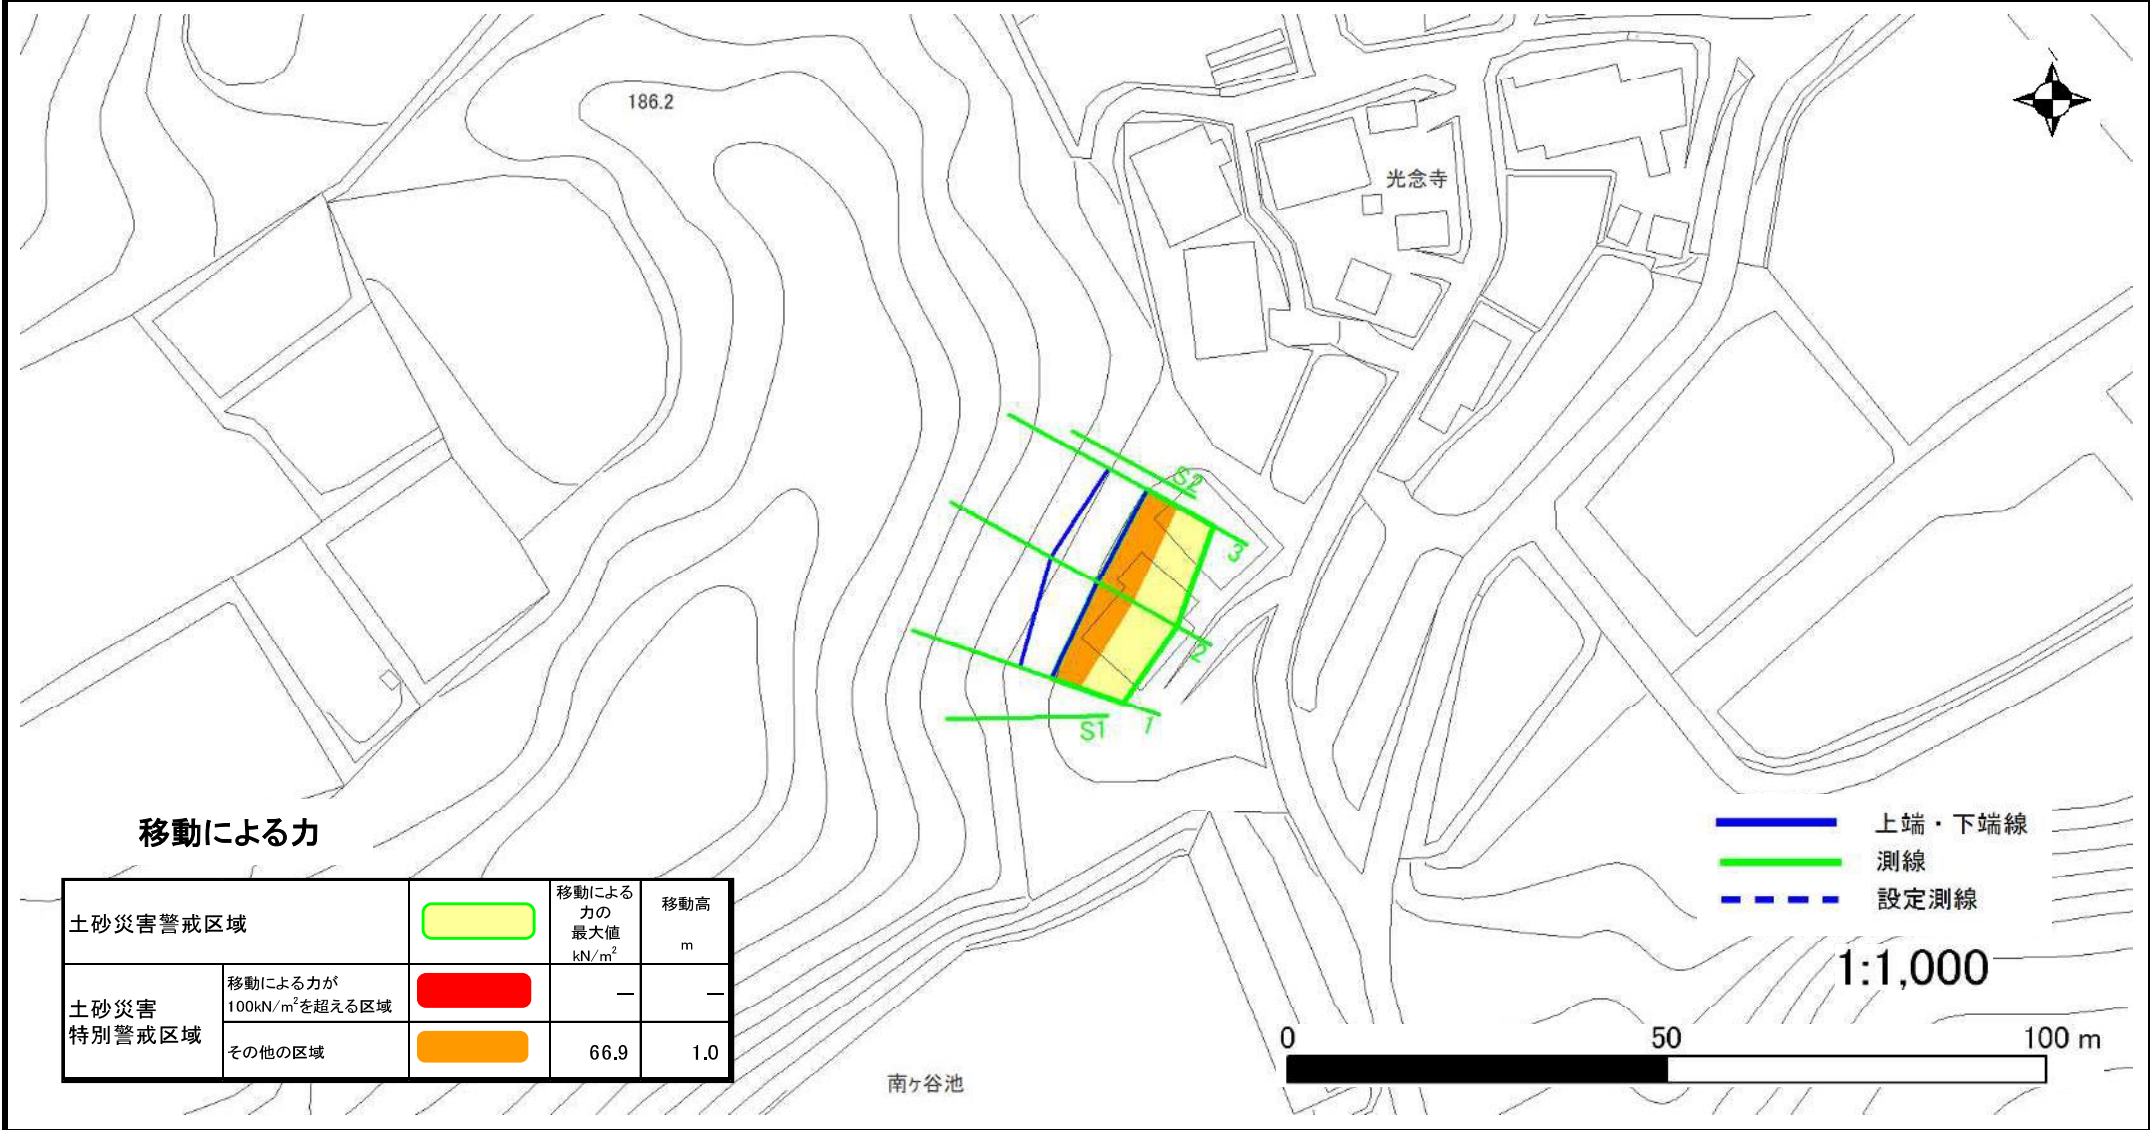 186.2
光念寺
S2
3
2
1
S1
移動による力
土砂災害警戒区域
移動による
力の
最大値
kN/m²
移動高
m
土砂災害
特別警戒区域
移動による力が
100kN/m²を超える区域
—
—
その他の区域
66.9
1.0
上端・下端線
測線
設定測線
1:1,000
0 50 100 m
南ヶ谷池